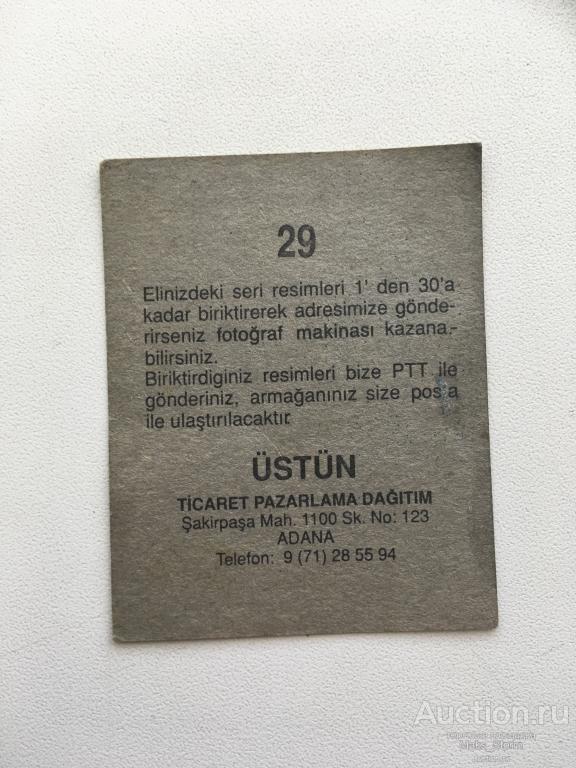 29
Elinizdeki seri resimleri 1' den 30'a
kadar biriktirerek adresimize gönde-
rirseniz fotoğraf makinası kazana.-
bilirsiniz.
Biriktirdiginiz resimleri bize PTT ile
gönderiniz, armağanınız size posta
ile ulaştırılacaktır
ÜSTÜN
TİCARET PAZARLAMA DAĞITIM
Şakirpaşa Mah. 1100 Sk. No: 123
ADANA
Telefon: 9 (71) 28 55 94
Auction.ru
Maks_Storm